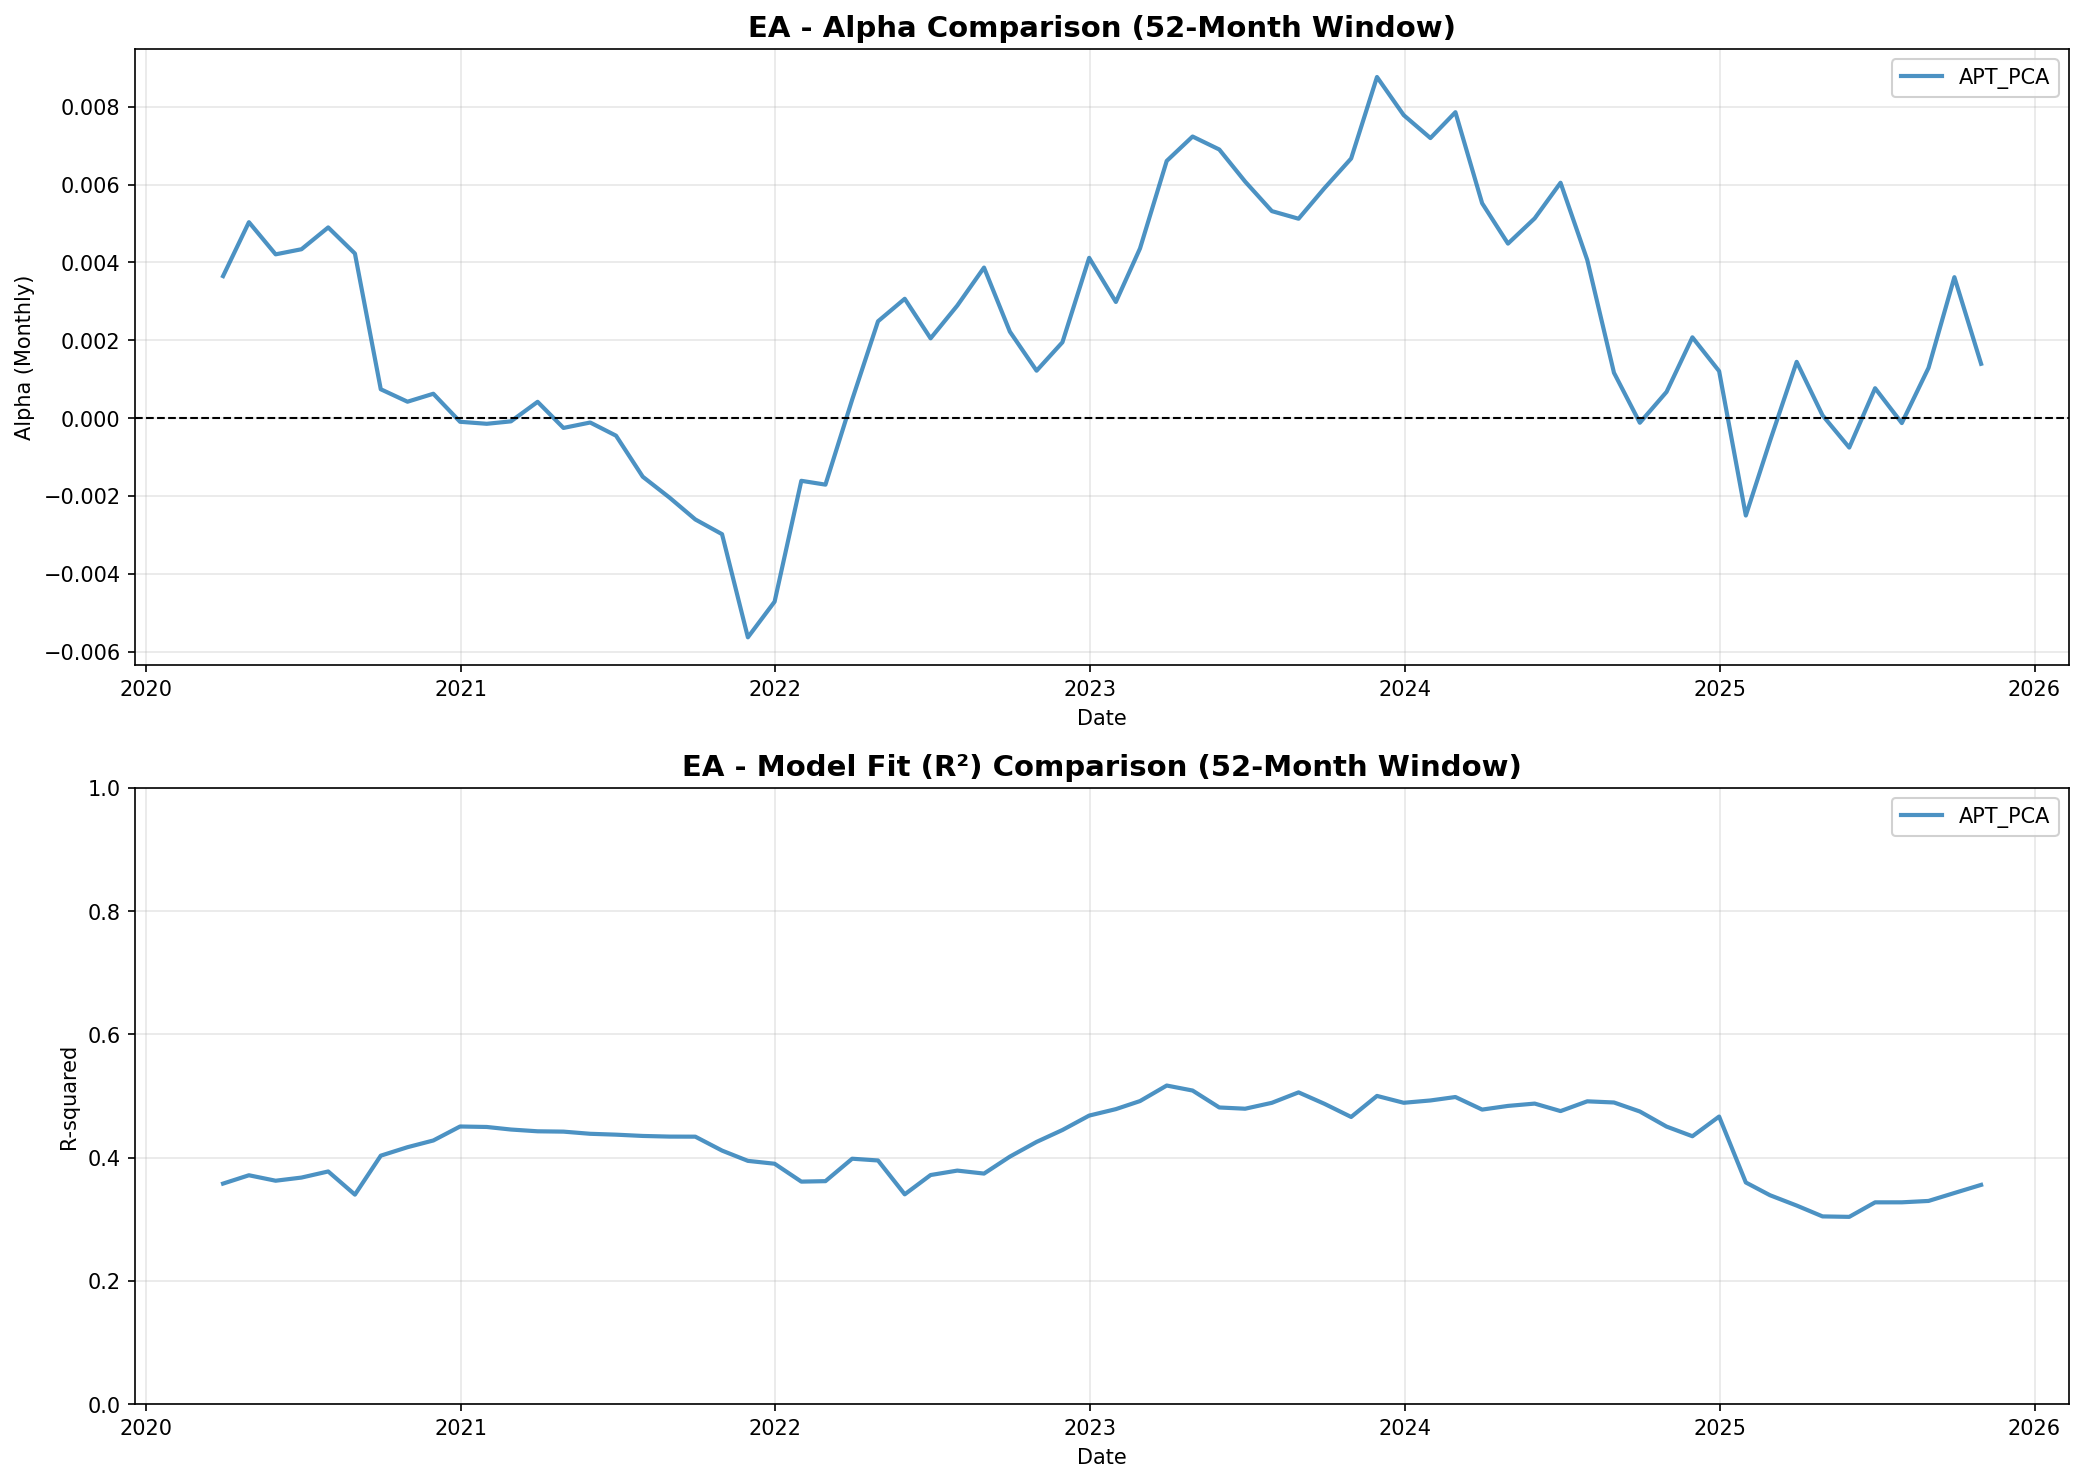 EA - Alpha Comparison (52-Month Window)
APT_PCA
0.008
0.006
0.004
0.002
0.000
−0.002
−0.004
−0.006
Alpha (Monthly)
2020 2021 2022 2023 2024 2025 2026
Date
EA - Model Fit (R²) Comparison (52-Month Window)
APT_PCA
1.0
0.8
0.6
0.4
0.2
0.0
R-squared
2020 2021 2022 2023 2024 2025 2026
Date